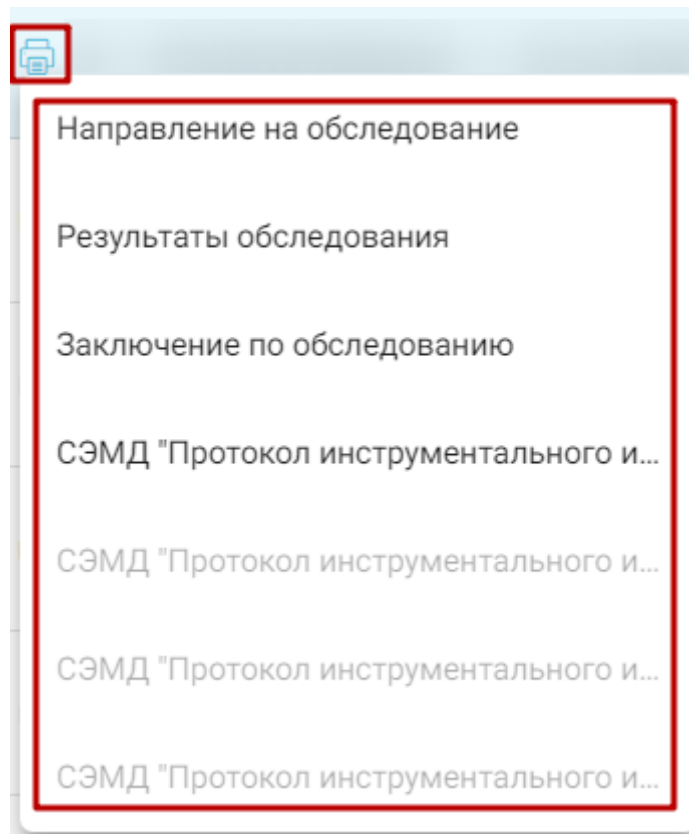 Направление на обследование
Результаты обследования
Заключение по обследованию
СЭМД "Протокол инструментального и...
СЭМД "Протокол инструментального и...
СЭМД "Протокол инструментального и...
СЭМД "Протокол инструментального и...